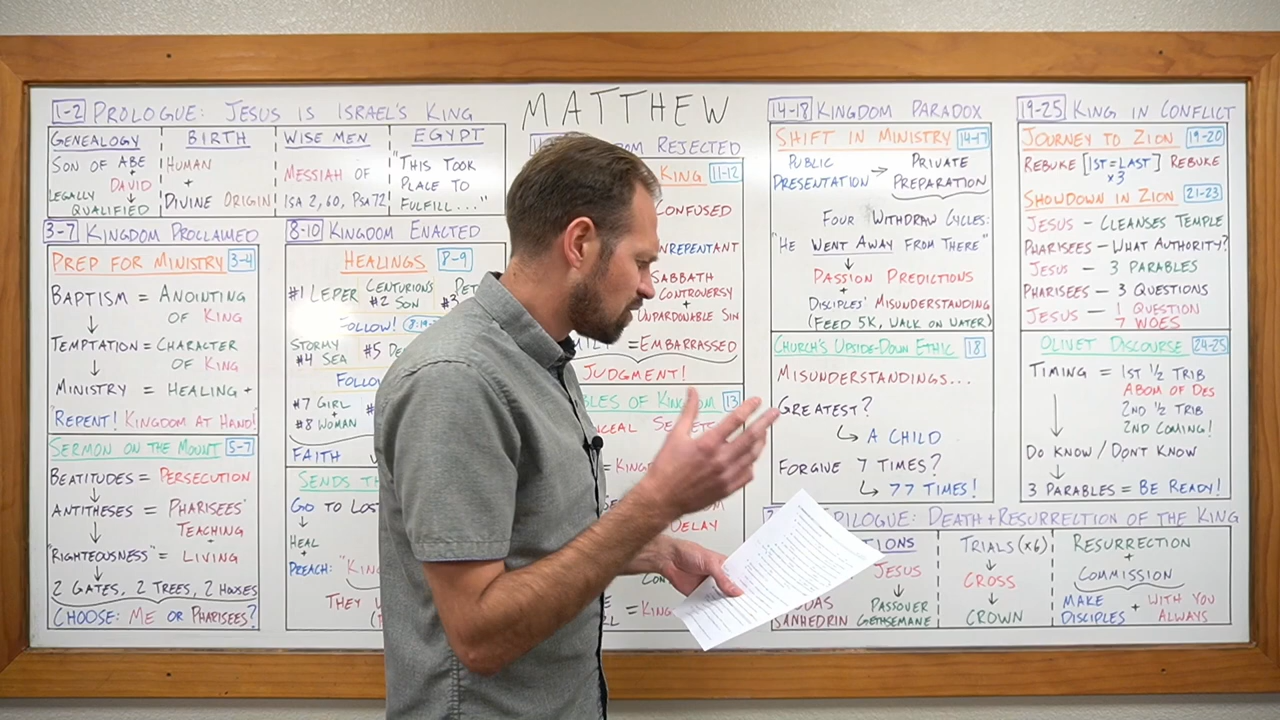 MATTHEW
1-2 PROLOGUE: JESUS IS ISRAEL'S KING
GENEALOGY
SON OF ABE
+
DAVID
LEGALLY
QUALIFIED
BIRTH
HUMAN
+
DIVINE ORIGIN
WISE MEN
MESSIAH OF
ISA 2, 60, PSA 72
EGYPT
"THIS TOOK
PLACE TO
FULFILL..."
3-7 KINGDOM PROCLAIMED
PREP FOR MINISTRY 3-4
BAPTISM = ANOINTING
OF KING
TEMPTATION = CHARACTER
OF KING
MINISTRY = HEALING +
"REPENT! KINGDOM AT HAND!"
SERMON ON THE MOUNT 5-7
BEATITUDES = PERSECUTION
ANTITHESES = PHARISEES'
TEACHING
+
"RIGHTEOUSNESS" = LIVING
2 GATES, 2 TREES, 2 HOUSES
CHOOSE: ME OR PHARISEES?
8-10 KINGDOM ENACTED
HEALINGS 8-9
#1 LEPER
CENTURIONS
#2 SON
#3
FOLLOW!
STORMY
#4 SEA
#5
#7 GIRL
+
#8 WOMAN
FAITH
SENDS
GO TO
HEAL
+
PREACH:
THEY
REJECTED
KING 11-12
CONFUSED
UNREPENTANT
SABBATH
CONTROVERSY
+
UNPARDONABLE SIN
= EMBARRASSED
JUDGMENT!
OF KINGDOM 13
DELAY
14-18 KINGDOM PARADOX
SHIFT IN MINISTRY 14-17
PUBLIC PRESENTATION → PRIVATE PREPARATION
FOUR WITHDRAW CYCLES:
"HE WENT AWAY FROM THERE"
PASSION PREDICTIONS
+
DISCIPLES' MISUNDERSTANDING
(FEED 5K, WALK ON WATER)
CHURCH'S UPSIDE-DOWN ETHIC 18
MISUNDERSTANDINGS...
GREATEST?
A CHILD
FORGIVE 7 TIMES?
77 TIMES!
19-25 KING IN CONFLICT
JOURNEY TO ZION 19-20
REBUKE [1ST=LAST] REBUKE
x3
SHOWDOWN IN ZION 21-23
JESUS – CLEANSES TEMPLE
PHARISEES – WHAT AUTHORITY?
JESUS – 3 PARABLES
PHARISEES – 3 QUESTIONS
JESUS – 1 QUESTION
7 WOES
OLIVET DISCOURSE 24-25
TIMING = 1ST ½ TRIB
ABOM OF DES
2ND ½ TRIB
2ND COMING!
DO KNOW / DON'T KNOW
3 PARABLES = BE READY!
EPILOGUE: DEATH + RESURRECTION OF THE KING
JESUS
SANHEDRIN
PASSOVER
GETHSEMANE
TRIALS (x6)
CROSS
CROWN
RESURRECTION
+
COMMISSION
MAKE DISCIPLES + WITH YOU ALWAYS